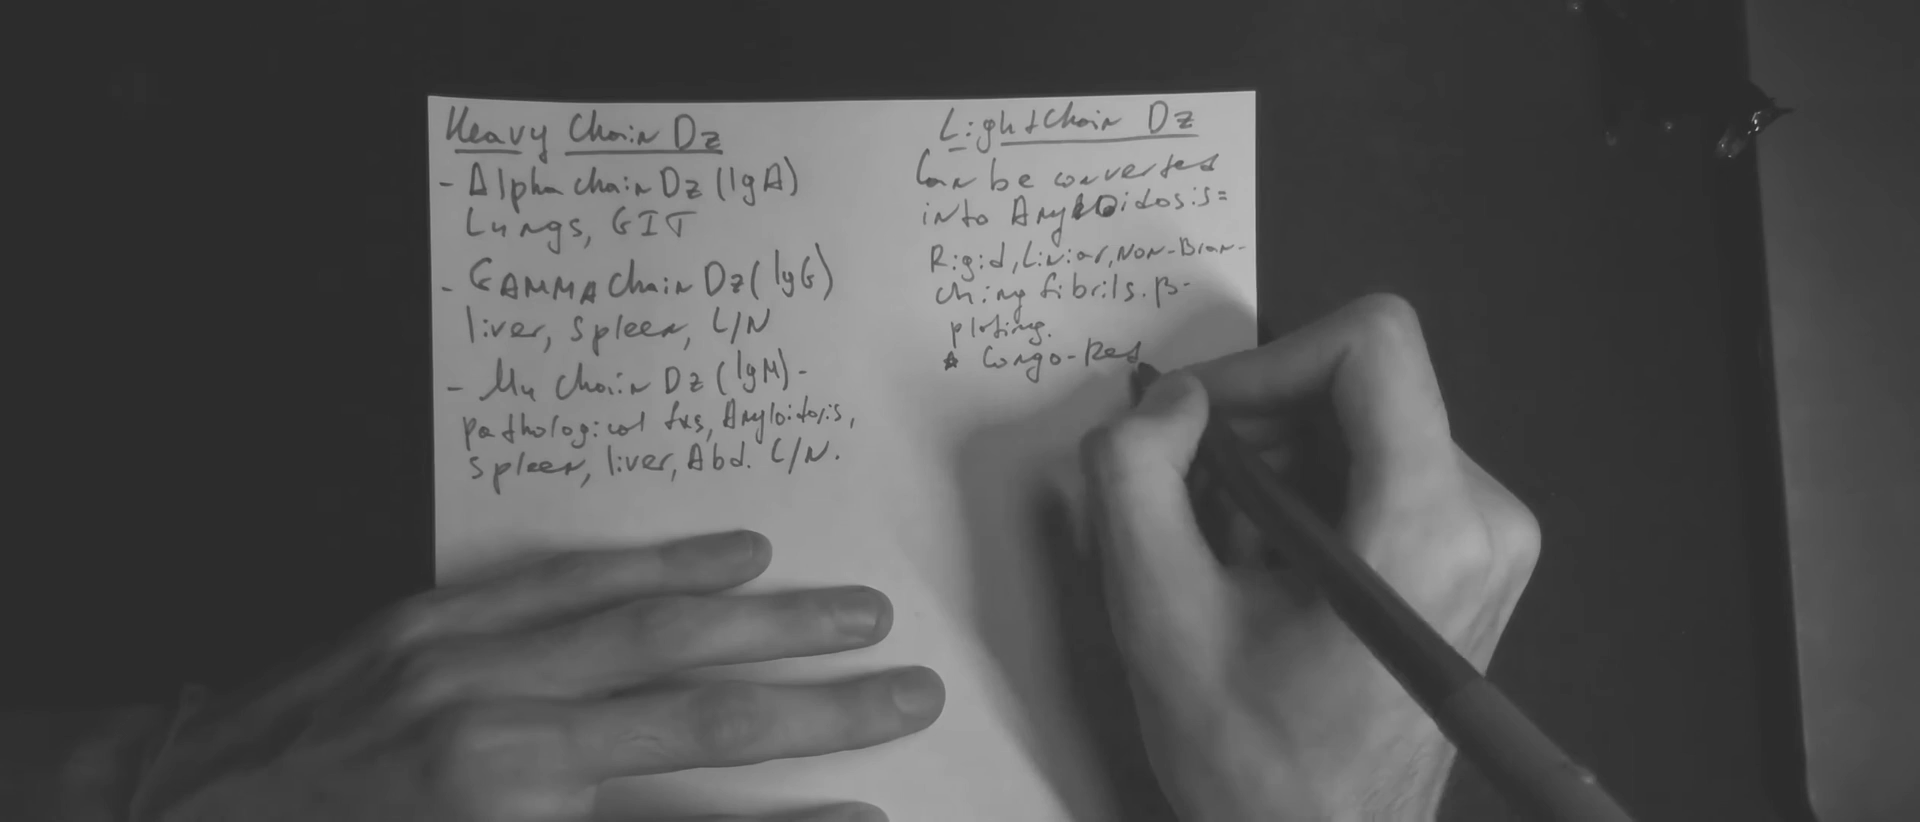 Heavy Chain Dz
- Alpha chain Dz (IgA)
Lungs, GIT
- GAMMA Chain Dz (IgG)
liver, spleen, L/N
- Mu chain Dz (IgM) -
pathological fxs, Amyloidosis,
spleen, liver, Abd. L/N.
Light Chain Dz
Can be converted
into Amyloidosis=
Rigid, Liniar, Non-Bran-
ching fibrils. β-
plating.
* Congo-Red